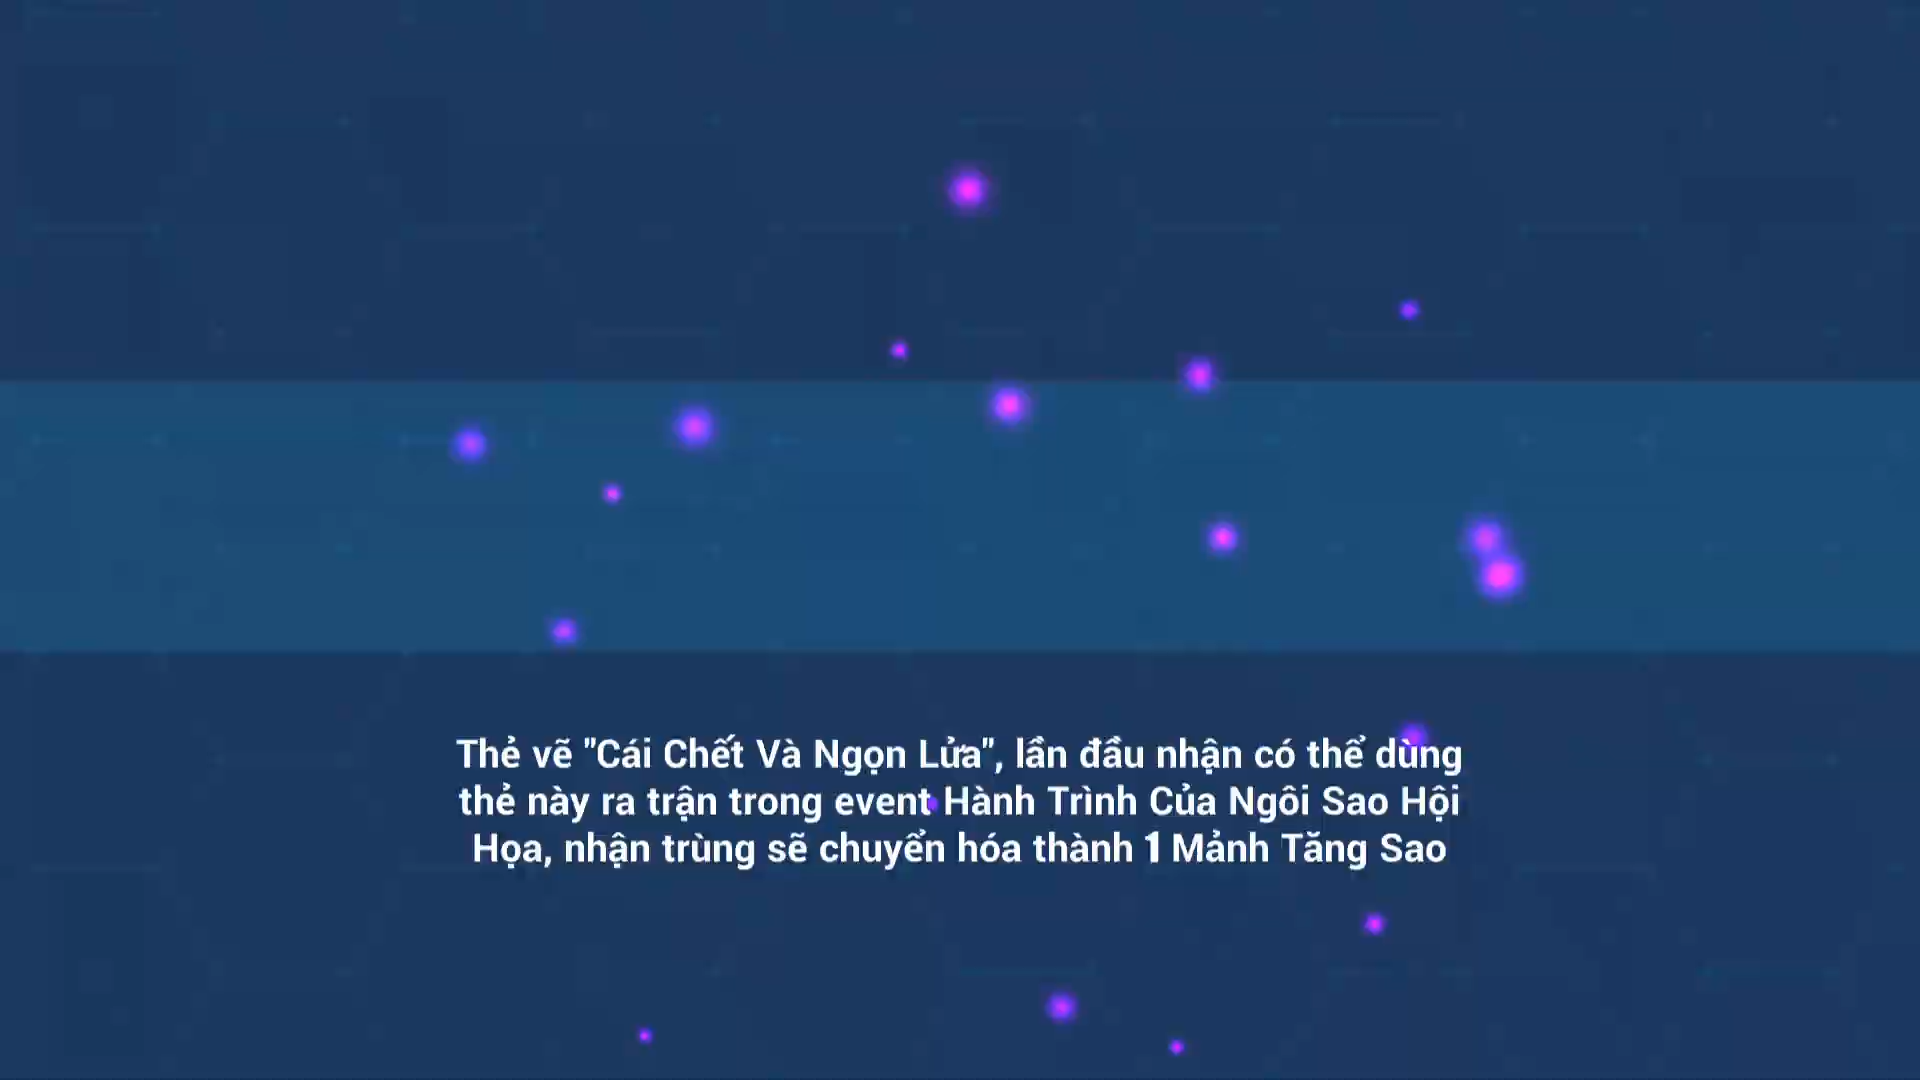 Thẻ vẽ "Cái Chết Và Ngọn Lửa", lần đầu nhận có thể dùng
thẻ này ra trận trong event Hành Trình Của Ngôi Sao Hội
Họa, nhận trùng sẽ chuyển hóa thành 1 Mảnh Tăng Sao